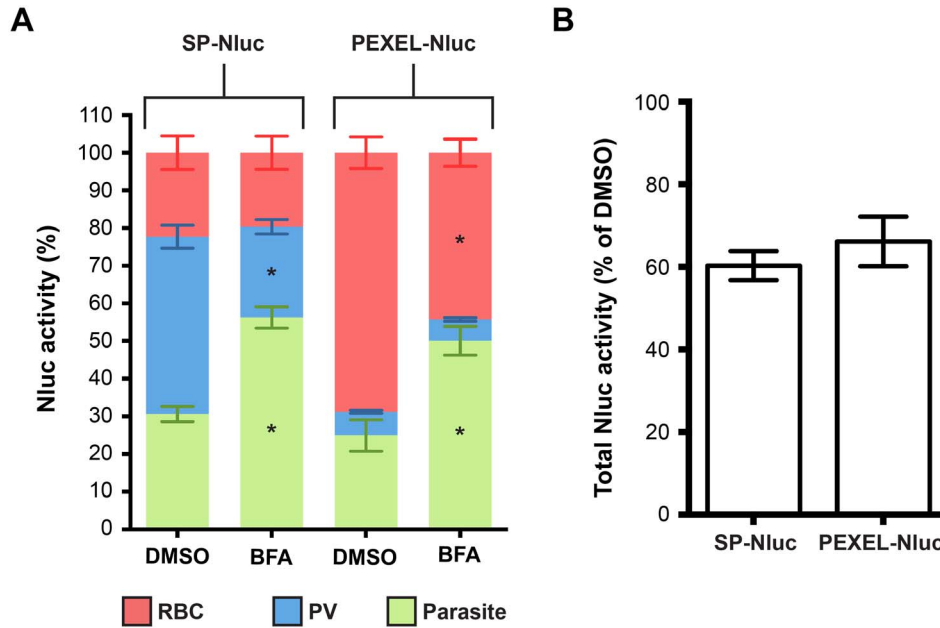 A
SP-Nluc PEXEL-Nluc
Nluc activity (%)
110
100
90
80
70
60
50
40
30
20
10
0
*
*
*
*
DMSO BFA DMSO BFA
RBC PV Parasite
B
Total Nluc activity (% of DMSO)
100
80
60
40
20
0
SP-Nluc PEXEL-Nluc